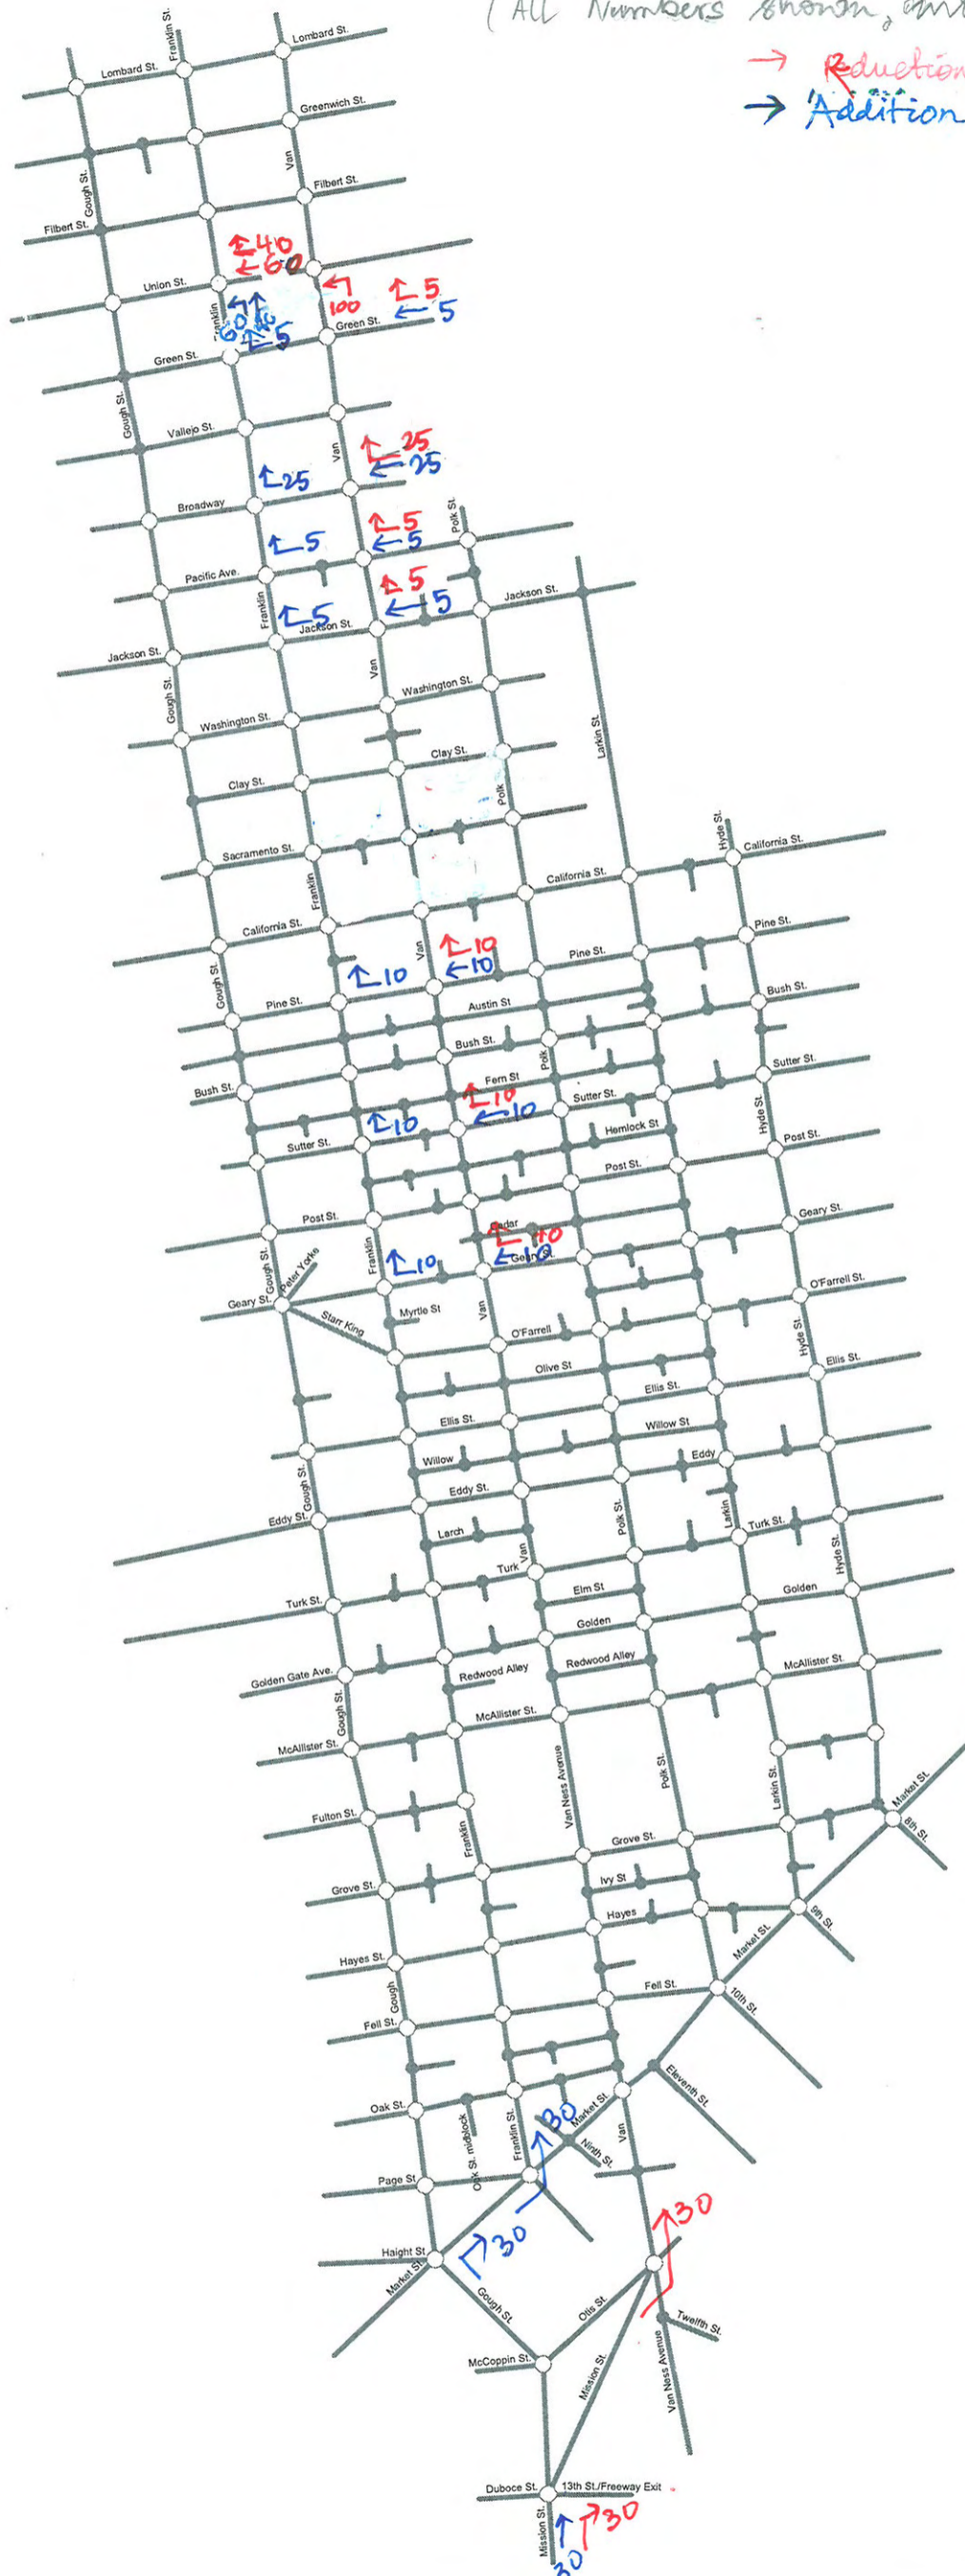 (All Numbers shown,
→ Reduction
→ Addition
Franklin St.
Lombard St.
Lombard St.
Greenwich St.
Van
Gough St.
Filbert St.
Filbert St.
40
60
Union St.
Franklin
100
5
5
60
5
Green St.
Green St.
Gough St.
Vallejo St.
Van
25
25
25
Broadway
Polk St.
5
5
5
Pacific Ave.
5
5
5
Franklin
Jackson St.
Jackson St.
Jackson St.
Van
Gough St.
Washington St.
Washington St.
Larkin St.
Clay St.
Clay St.
Polk
Hyde St.
California St.
Sacramento St.
Franklin
California St.
California St.
Van
10
10
10
Pine St.
Pine St.
Gough St.
Pine St.
Austin St
Bush St.
Bush St.
Polk
Bush St.
Fern St
Sutter St.
10
10
10
Sutter St.
Hyde St.
Sutter St.
Hemlock St
Post St.
Post St.
Post St.
Cedar
10
10
10
Geary St.
Geary St.
Franklin
Gough St.
Peter Yorke
Geary St.
Starr King
Myrtle St
Van
O'Farrell
O'Farrell St.
Hyde St.
Olive St
Ellis St.
Ellis St.
Ellis St.
Willow St
Willow
Gough St.
Eddy
Eddy St.
Eddy St.
Larch
Van
Polk St.
Larkin
Turk St.
Hyde St.
Turk
Turk St.
Elm St
Golden
Golden
Golden Gate Ave.
Redwood Alley
Redwood Alley
McAllister St.
Gough St.
McAllister St.
McAllister St.
Van Ness Avenue
Polk St.
Larkin St.
Market St.
8th St.
Fulton St.
Franklin
Grove St.
Grove St.
Ivy St
Hayes
9th St.
Market St.
Hayes St.
Gough
Fell St.
10th St.
Fell St.
Eleventh St.
Oak St.
Oak St. midblock
Franklin St.
30
Market St.
Ninth St.
Van
Page St
30
30
Haight St
Market St.
Gough St.
Otis St.
Twelfth St.
McCoppin St.
Mission St.
Van Ness Avenue
Duboce St.
13th St./Freeway Exit
Mission St.
30
30